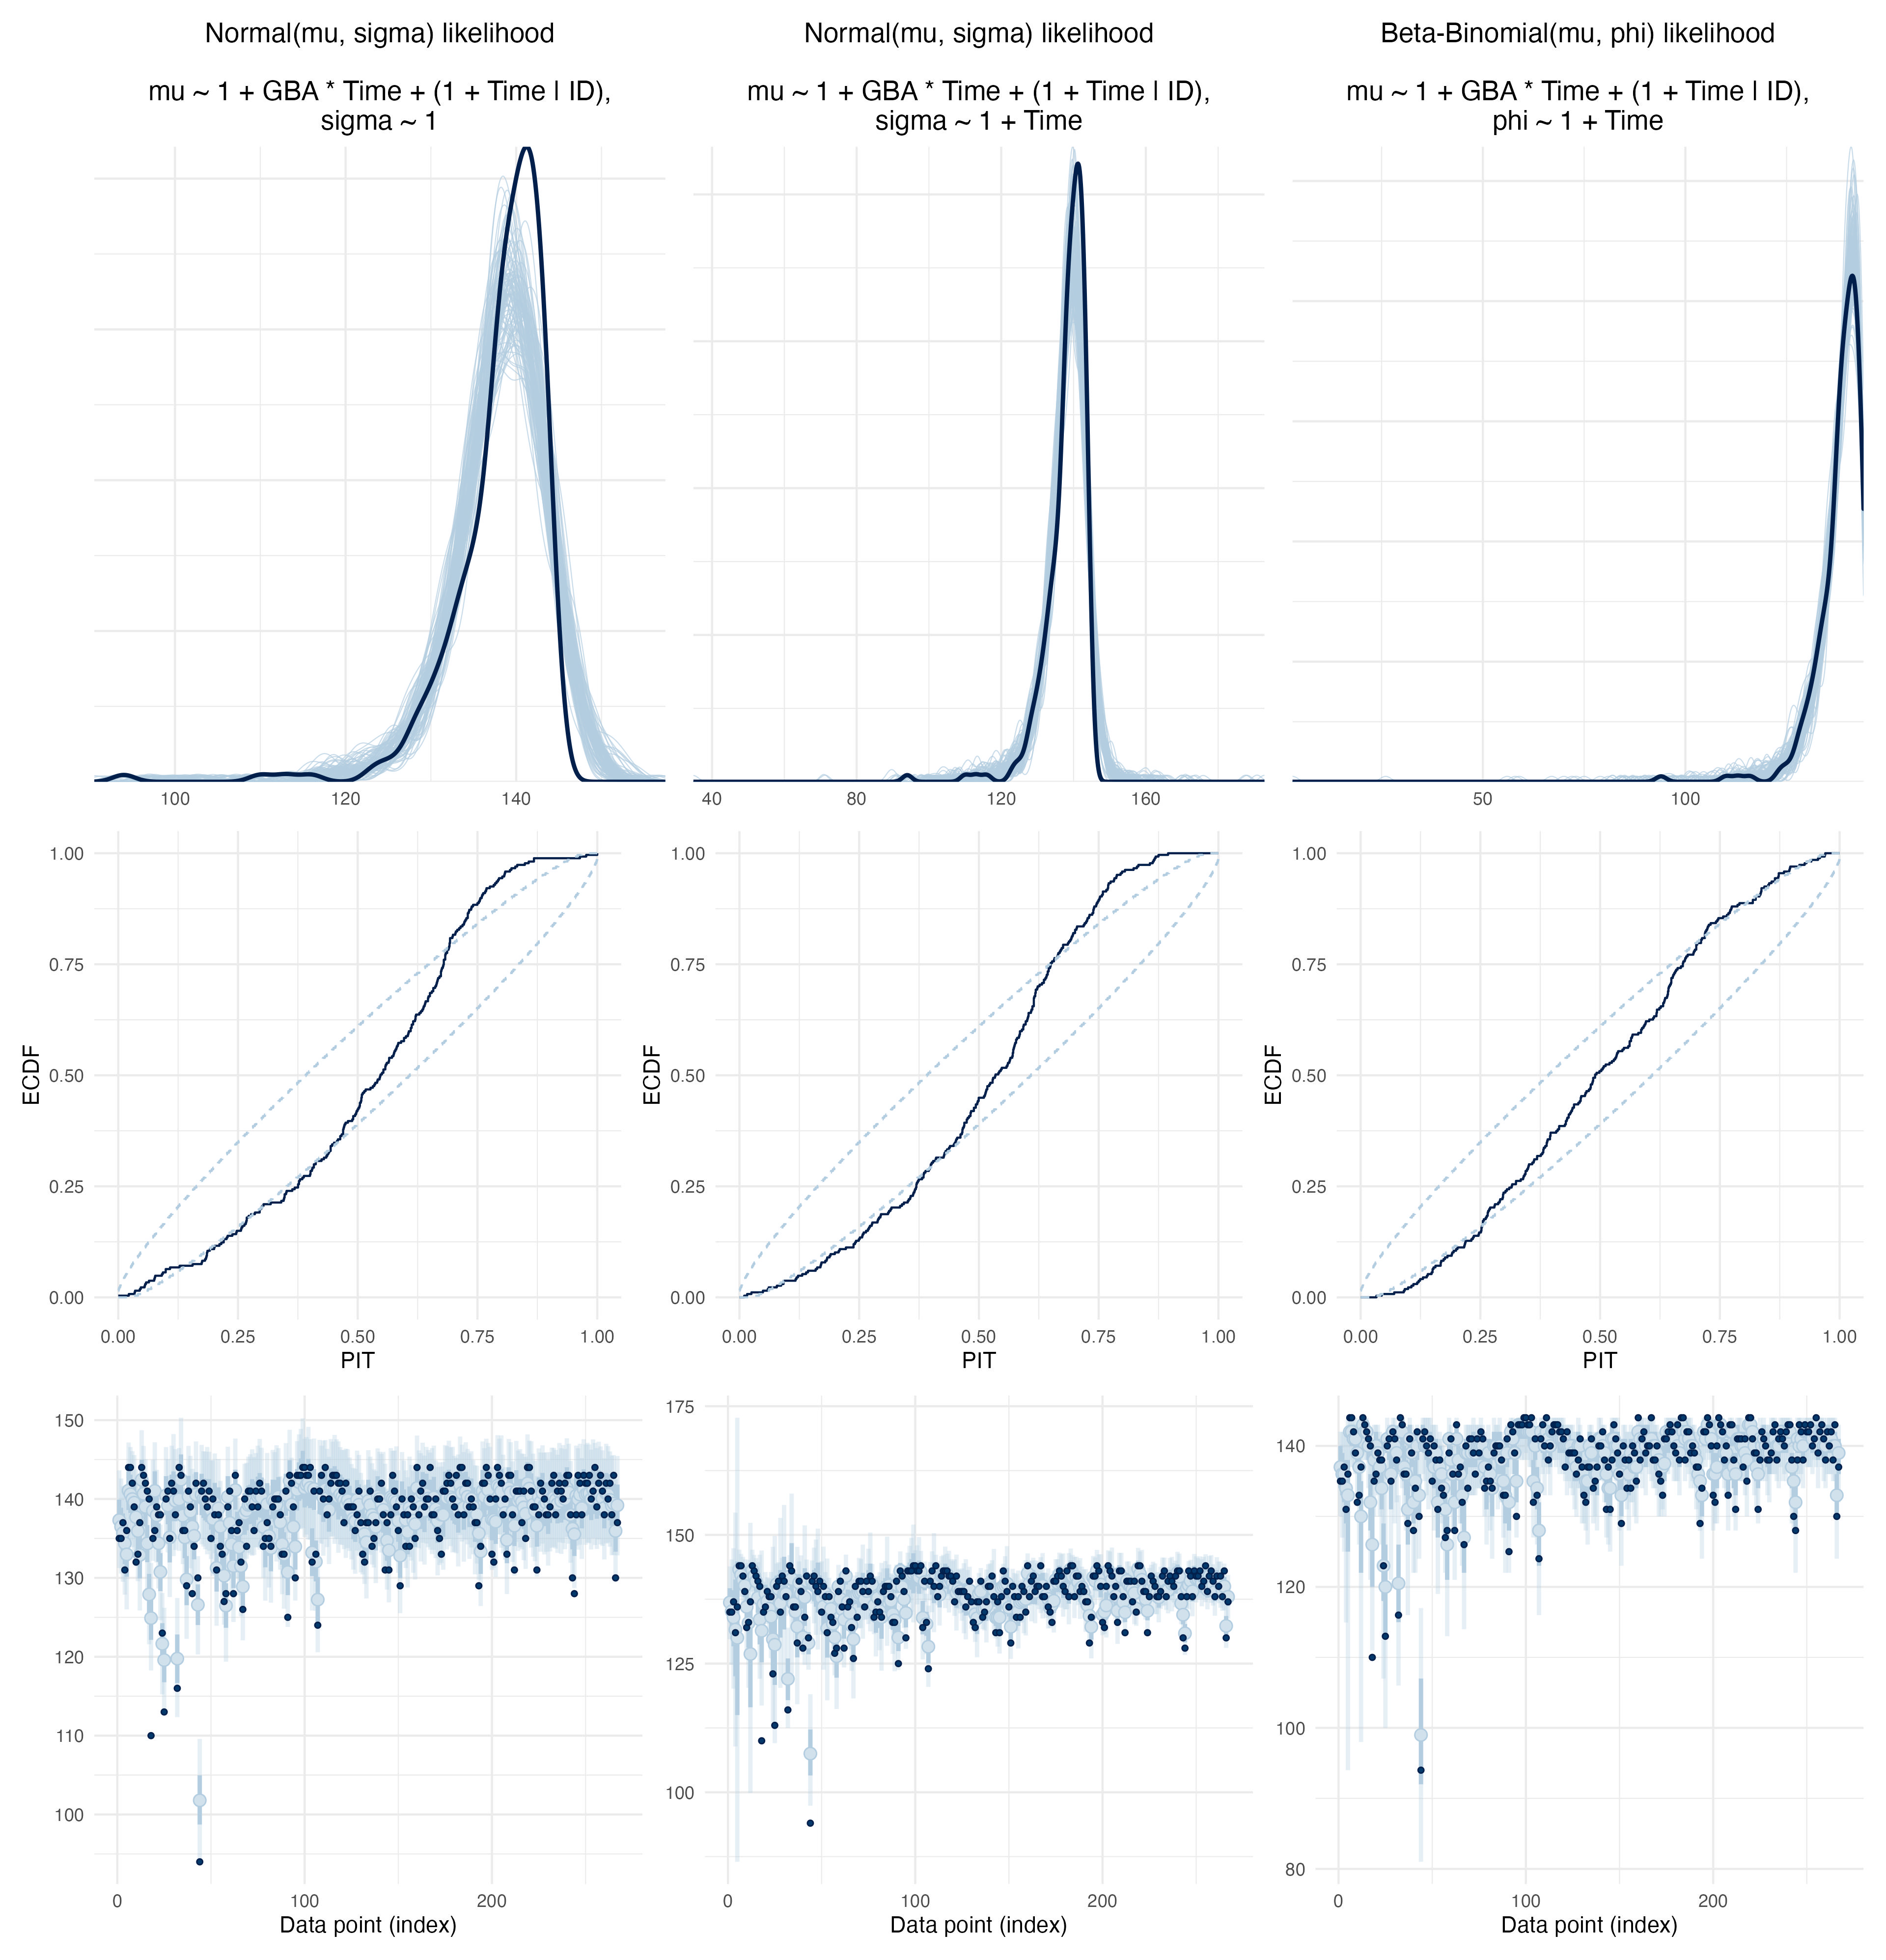 Normal(mu, sigma) likelihood
mu ~ 1 + GBA * Time + (1 + Time | ID),
sigma ~ 1
Normal(mu, sigma) likelihood
mu ~ 1 + GBA * Time + (1 + Time | ID),
sigma ~ 1 + Time
Beta-Binomial(mu, phi) likelihood
mu ~ 1 + GBA * Time + (1 + Time | ID),
phi ~ 1 + Time
100 120 140
40 80 120 160
50 100
1.00
0.75
0.50
0.25
0.00
ECDF
0.00 0.25 0.50 0.75 1.00
PIT
1.00
0.75
0.50
0.25
0.00
ECDF
0.00 0.25 0.50 0.75 1.00
PIT
1.00
0.75
0.50
0.25
0.00
ECDF
0.00 0.25 0.50 0.75 1.00
PIT
150
140
130
120
110
100
0 100 200
Data point (index)
175
150
125
100
0 100 200
Data point (index)
140
120
100
80
0 100 200
Data point (index)